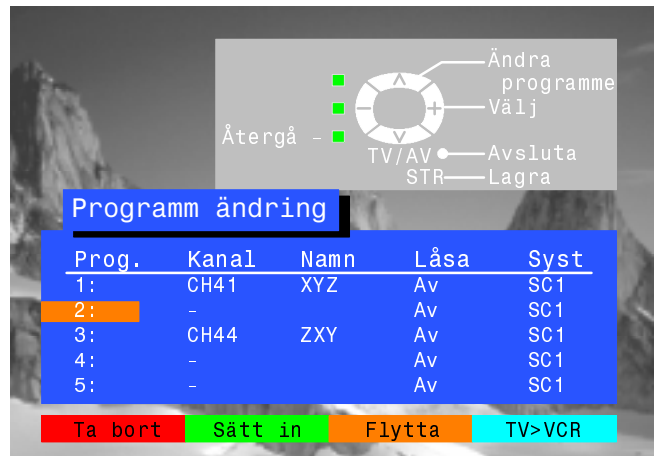 Ändra
programme
Välj
Återgå –
TV/AV Avsluta
STR Lagra
Programm ändring
Prog. Kanal Namn Låsa Syst
1: CH41 XYZ Av SC1
2: - Av SC1
3: CH44 ZXY Av SC1
4: - Av SC1
5: - Av SC1
Ta bort Sätt in Flytta TV>VCR